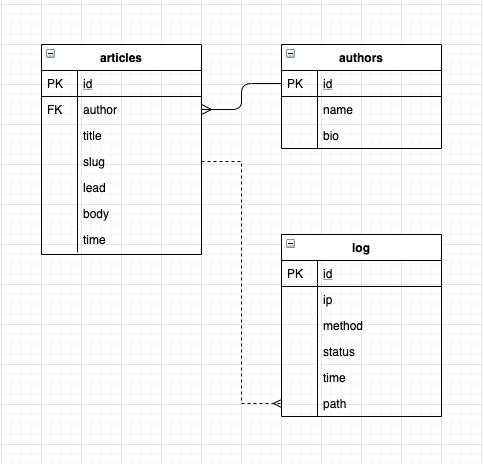 articles
PK id
FK author
title
slug
lead
body
time
authors
PK id
name
bio
log
PK id
ip
method
status
time
path